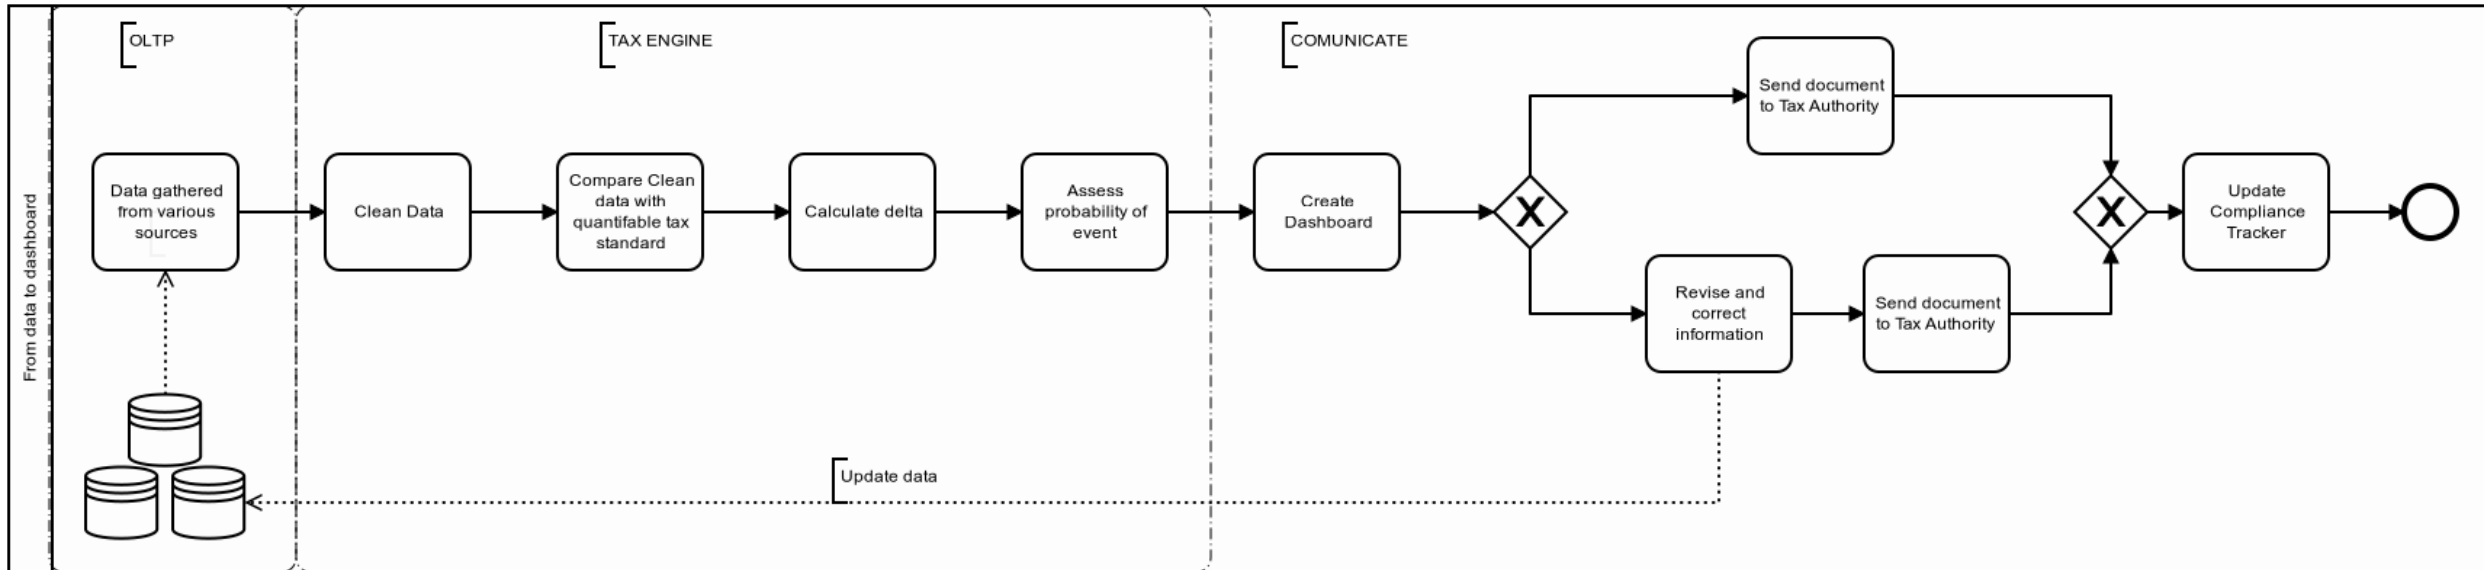 From data to dashboard
OLTP
TAX ENGINE
COMUNICATE
Data gathered
from various
sources
Clean Data
Compare Clean
data with
quantifable tax
standard
Calculate delta
Assess
probability of
event
Create
Dashboard
X
Send document
to Tax Authority
Revise and
correct
information
Send document
to Tax Authority
X
Update
Compliance
Tracker
Update data